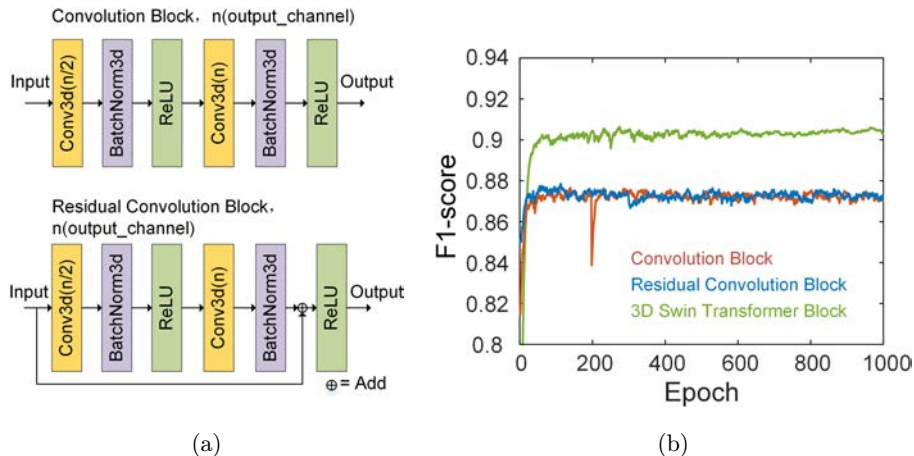 Convolution Block， n(output_channel)
Input
Conv3d(n/2)
BatchNorm3d
ReLU
Conv3d(n)
BatchNorm3d
ReLU
Output
Residual Convolution Block，
n(output_channel)
Input
Conv3d(n/2)
BatchNorm3d
ReLU
Conv3d(n)
BatchNorm3d
⊕
ReLU
Output
⊕= Add
(a)
F1-score
0.94
0.92
0.9
0.88
0.86
0.84
0.82
0.8
Convolution Block
Residual Convolution Block
3D Swin Transformer Block
0 200 400 600 800 1000
Epoch
(b)